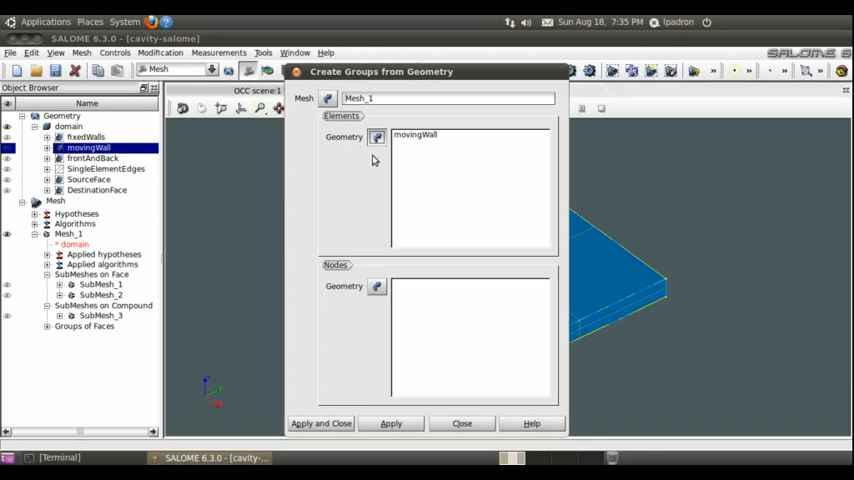 Applications Places System Sun Aug 18, 7:35 PM lpadron
SALOME 6.3.0 - [cavity-salome]
File Edit View Mesh Controls Modification Measurements Tools Window Help
Mesh SALOME 6
Object Browser
OCC scene:1
Name
Geometry
domain
fixedWalls
movingWall
frontAndBack
SingleElementEdges
SourceFace
DestinationFace
Mesh
Hypotheses
Algorithms
Mesh_1
* domain
Applied hypotheses
Applied algorithms
SubMeshes on Face
SubMesh_1
SubMesh_2
SubMeshes on Compound
SubMesh_3
Groups of Faces
Create Groups from Geometry
Mesh Mesh_1
Elements
Geometry movingWall
Nodes
Geometry
Apply and Close Apply Close Help
[Terminal] SALOME 6.3.0 - [cavity-...